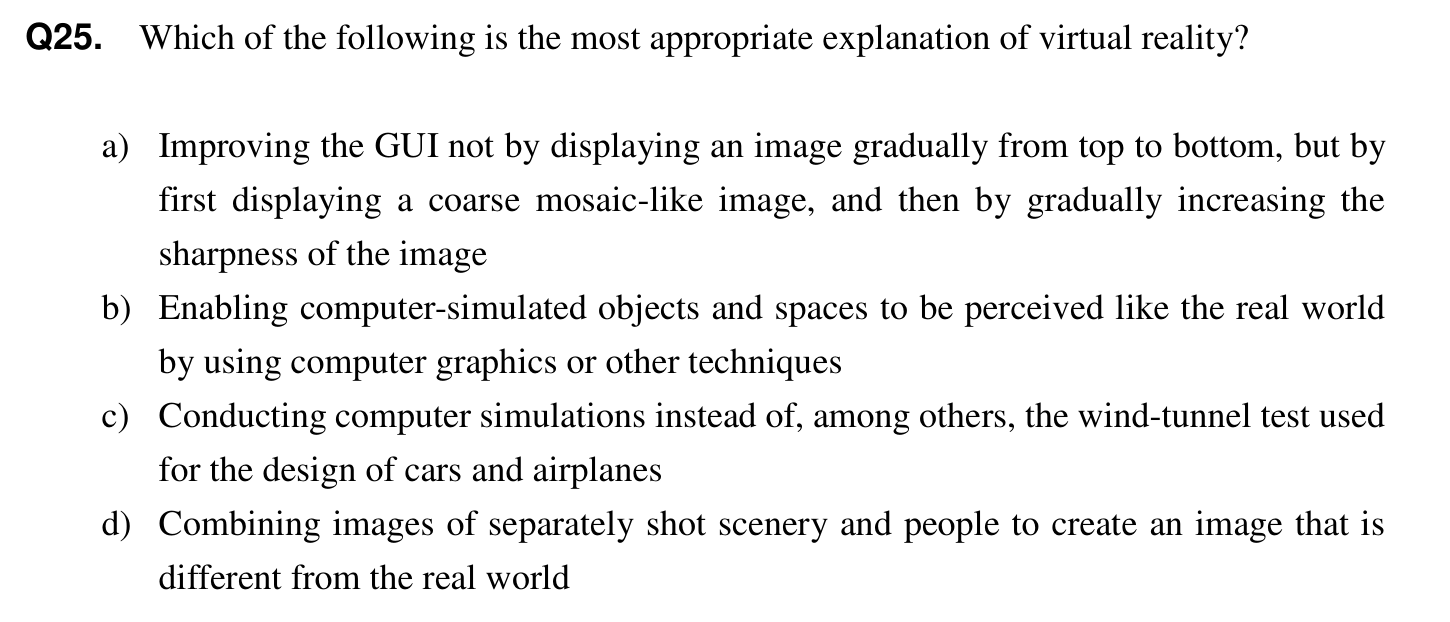 Q25. Which of the following is the most appropriate explanation of virtual reality?
a) Improving the GUI not by displaying an image gradually from top to bottom, but by
first displaying a coarse mosaic-like image, and then by gradually increasing the
sharpness of the image
b) Enabling computer-simulated objects and spaces to be perceived like the real world
by using computer graphics or other techniques
c) Conducting computer simulations instead of, among others, the wind-tunnel test used
for the design of cars and airplanes
d) Combining images of separately shot scenery and people to create an image that is
different from the real world